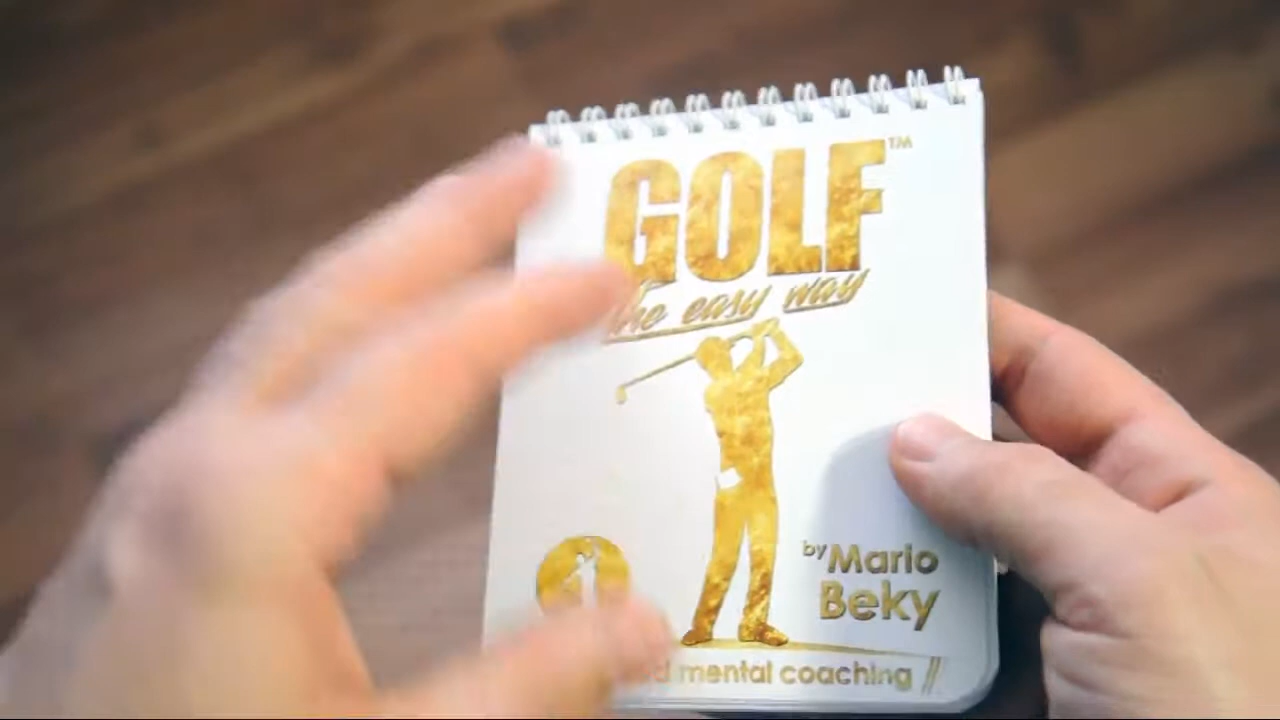 GOLF™
the easy way
by Mario
Beky
mental coaching //